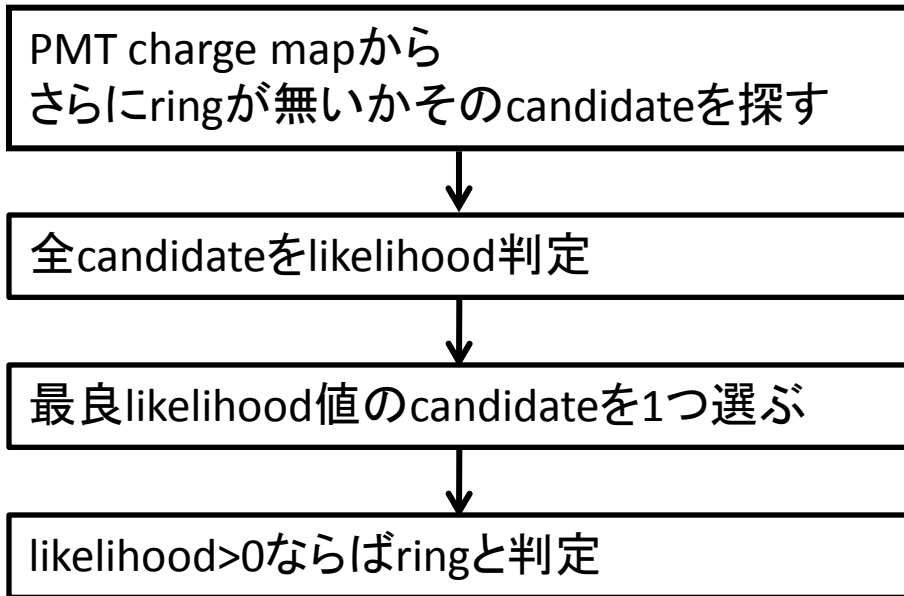 PMT charge mapから
さらにringが無いかそのcandidateを探す
全candidateをlikelihood判定
最良likelihood値のcandidateを1つ選ぶ
likelihood>0ならばringと判定